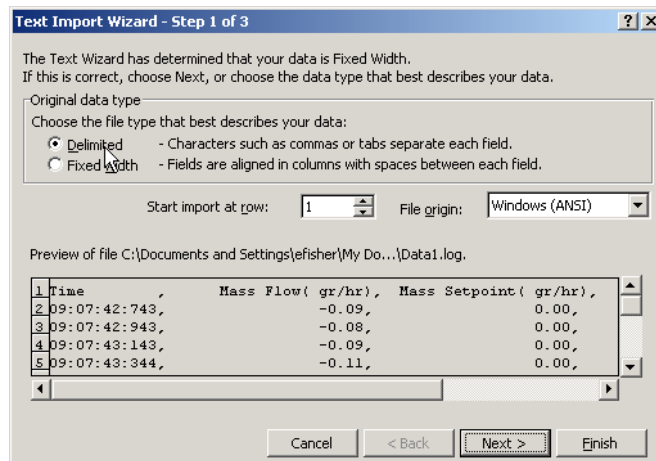 Text Import Wizard - Step 1 of 3
The Text Wizard has determined that your data is Fixed Width.
If this is correct, choose Next, or choose the data type that best describes your data.
Original data type
Choose the file type that best describes your data:
Delimited - Characters such as commas or tabs separate each field.
Fixed Width - Fields are aligned in columns with spaces between each field.
Start import at row: 1 File origin: Windows (ANSI)
Preview of file C:\Documents and Settings\efisher\My Do...\Data1.log.
1 Time , Mass Flow( gr/hr), Mass Setpoint( gr/hr),
2 09:07:42:743, -0.09, 0.00,
3 09:07:42:943, -0.08, 0.00,
4 09:07:43:143, -0.09, 0.00,
5 09:07:43:344, -0.11, 0.00,
Cancel < Back Next > Finish